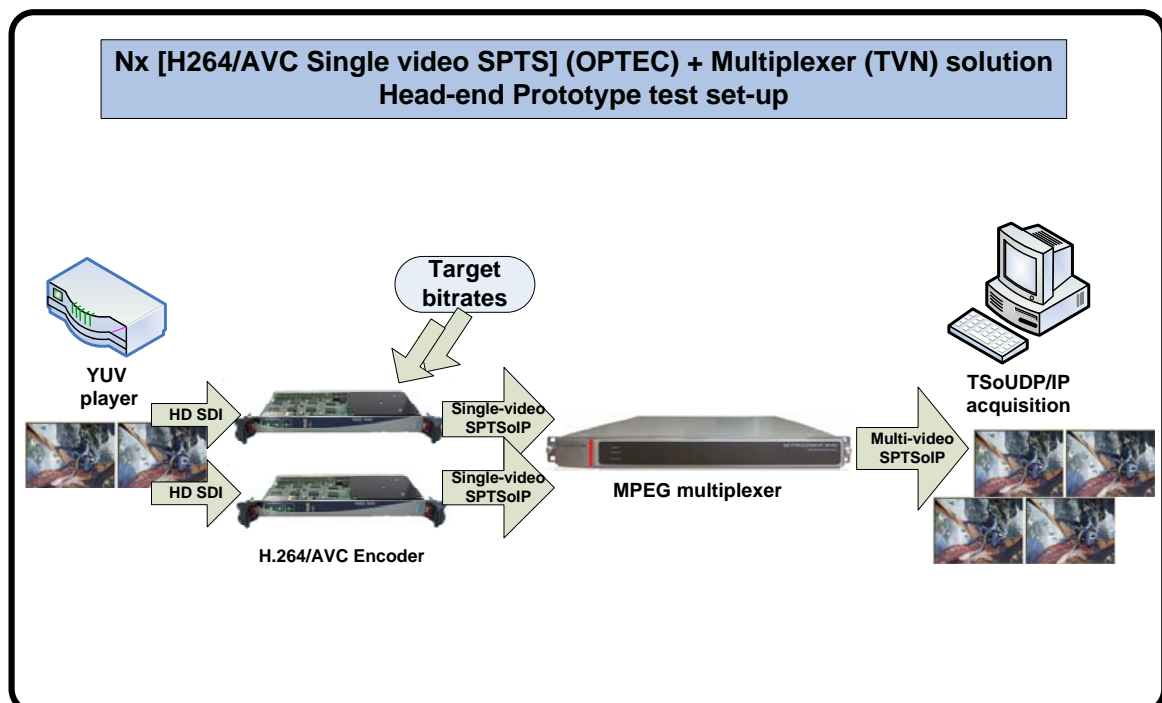 Nx [H264/AVC Single video SPTS] (OPTEC) + Multiplexer (TVN) solution
Head-end Prototype test set-up
Target
bitrates
YUV
player
TSoUDP/IP
acquisition
HD SDI
Single-video
SPTSoIP
Multi-video
SPTSoIP
HD SDI
Single-video
SPTSoIP
MPEG multiplexer
H.264/AVC Encoder